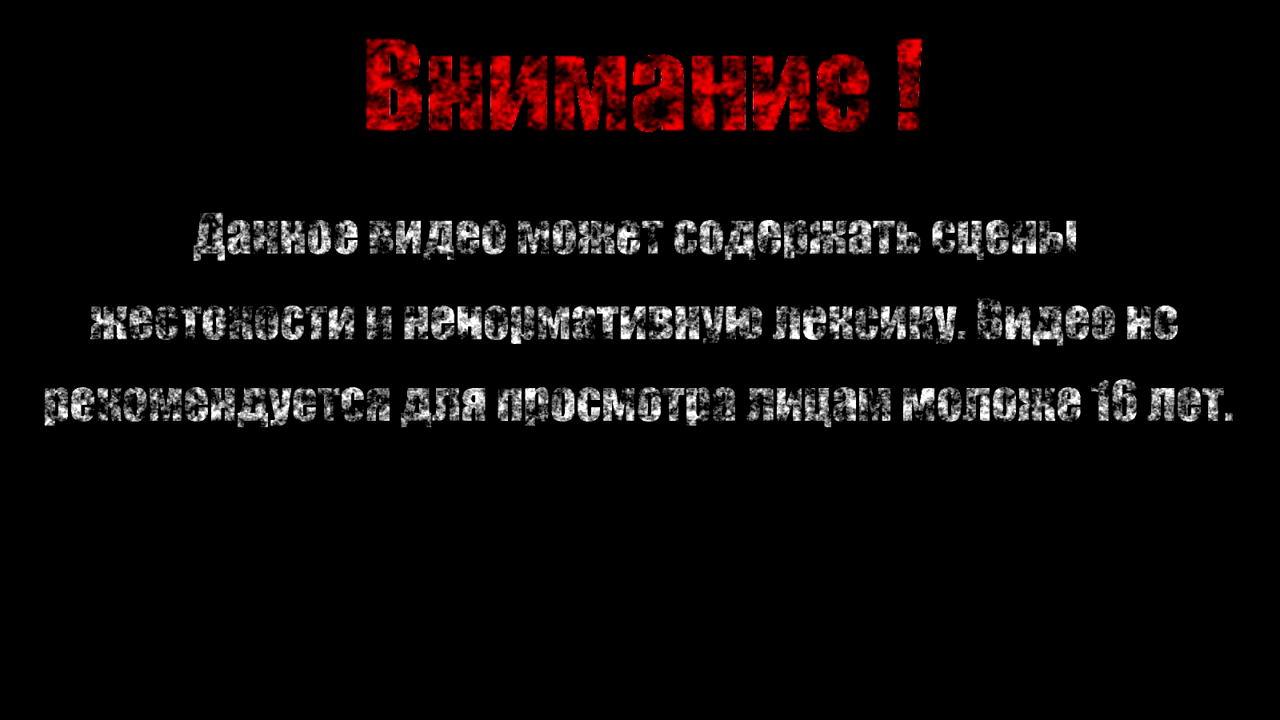 Внимание !
Данное видео может содержать сцены
жестокости и ненормативную лексику. Видео не
рекомендуется для просмотра лицам моложе 16 лет.